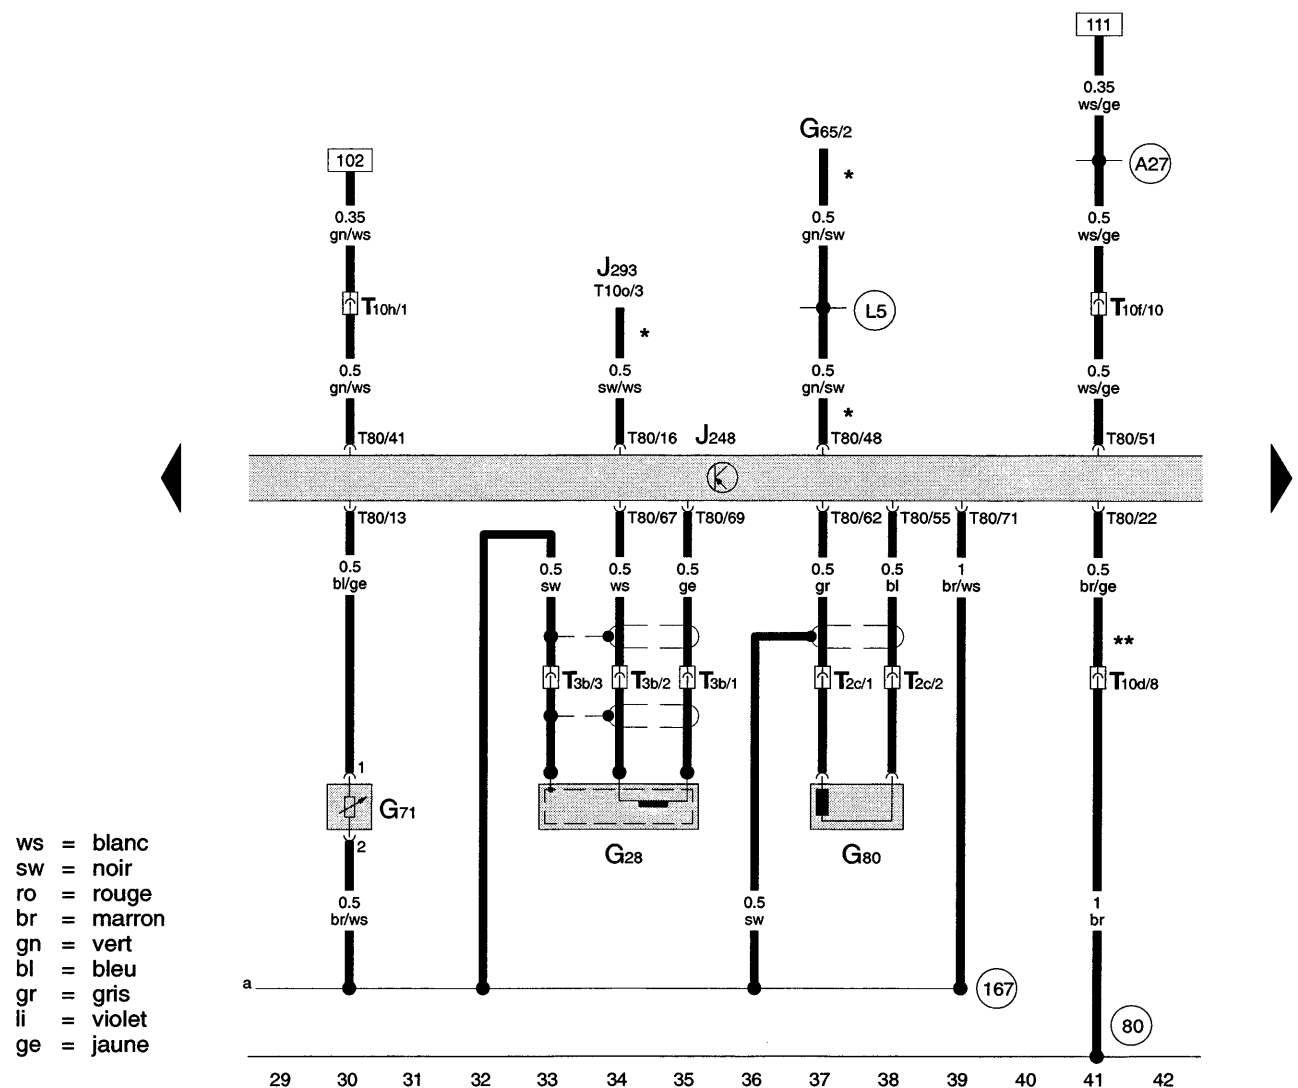 111
0.35
ws/ge
A27
G65/2
*
102
0.35
gn/ws
0.5
gn/sw
0.5
ws/ge
J293
T10o/3
*
T10h/1
L5
T10f/10
0.5
gn/ws
0.5
sw/ws
0.5
gn/sw
*
0.5
ws/ge
T80/41
T80/16
J248
T80/48
T80/51
T80/13
T80/67
T80/69
T80/62
T80/55
T80/71
T80/22
0.5
bl/ge
0.5
sw
0.5
ws
0.5
ge
0.5
gr
0.5
bl
1
br/ws
0.5
br/ge
**
T3b/3
T3b/2
T3b/1
T2c/1
T2c/2
T10d/8
1
G71
2
G28
G80
ws = blanc
sw = noir
ro = rouge
br = marron
gn = vert
bl = bleu
gr = gris
li = violet
ge = jaune
0.5
br/ws
0.5
sw
1
br
a
167
80
29 30 31 32 33 34 35 36 37 38 39 40 41 42